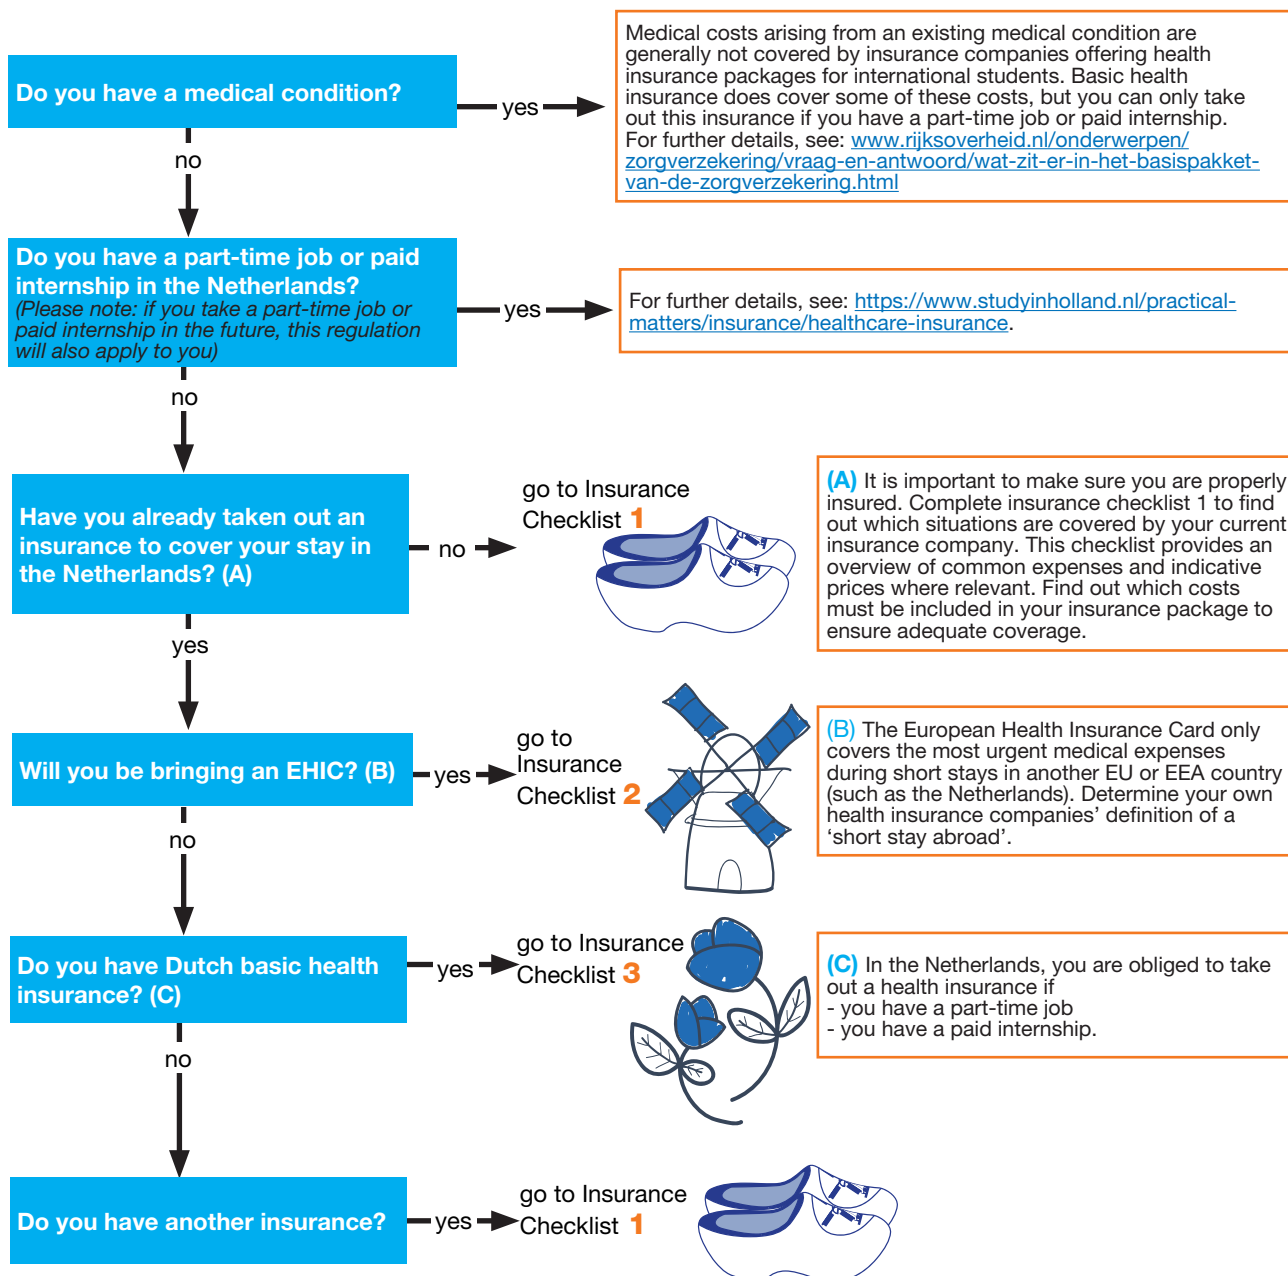 Do you have a medical condition?
yes
Medical costs arising from an existing medical condition are
generally not covered by insurance companies offering health
insurance packages for international students. Basic health
insurance does cover some of these costs, but you can only take
out this insurance if you have a part-time job or paid internship.
For further details, see: www.rijksoverheid.nl/onderwerpen/
zorgverzekering/vraag-en-antwoord/wat-zit-er-in-het-basispakket-
van-de-zorgverzekering.html
no
Do you have a part-time job or paid
internship in the Netherlands?
(Please note: if you take a part-time job or
paid internship in the future, this regulation
will also apply to you)
yes
For further details, see: https://www.studyinholland.nl/practical-
matters/insurance/healthcare-insurance.
no
Have you already taken out an
insurance to cover your stay in
the Netherlands? (A)
no
go to Insurance
Checklist 1
(A) It is important to make sure you are properly
insured. Complete insurance checklist 1 to find
out which situations are covered by your current
insurance company. This checklist provides an
overview of common expenses and indicative
prices where relevant. Find out which costs
must be included in your insurance package to
ensure adequate coverage.
yes
Will you be bringing an EHIC? (B)
yes
go to
Insurance
Checklist 2
(B) The European Health Insurance Card only
covers the most urgent medical expenses
during short stays in another EU or EEA country
(such as the Netherlands). Determine your own
health insurance companies’ definition of a
‘short stay abroad’.
no
Do you have Dutch basic health
insurance? (C)
yes
go to Insurance
Checklist 3
(C) In the Netherlands, you are obliged to take
out a health insurance if
- you have a part-time job
- you have a paid internship.
no
Do you have another insurance?
yes
go to Insurance
Checklist 1